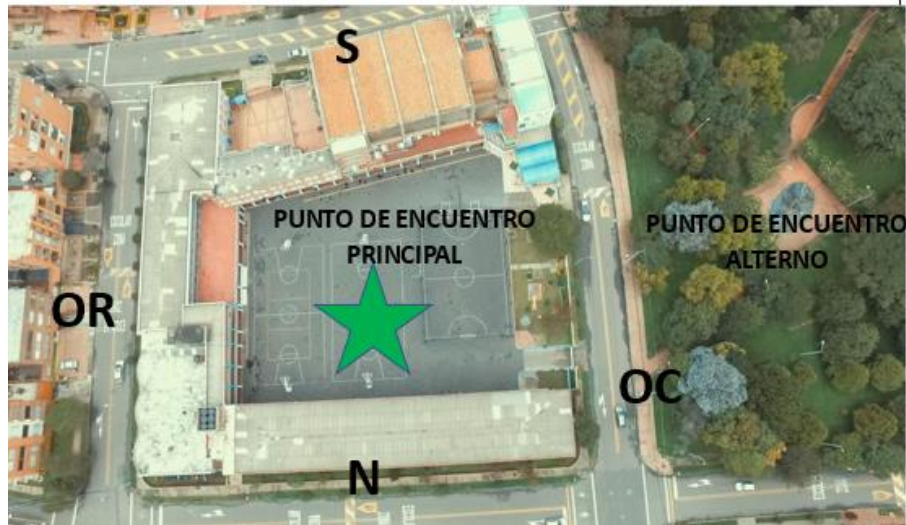 S
PUNTO DE ENCUENTRO
PRINCIPAL
PUNTO DE ENCUENTRO
ALTERNO
OR
OC
N